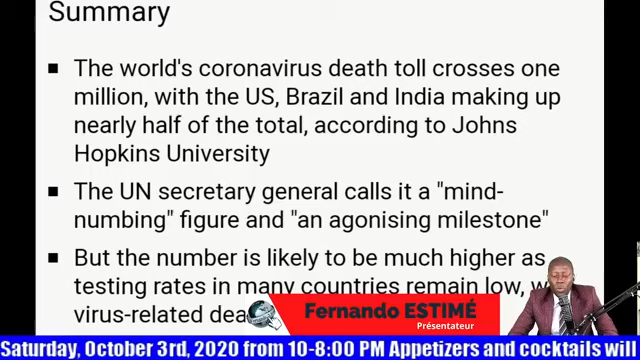 Summary
The world's coronavirus death toll crosses one
million, with the US, Brazil and India making up
nearly half of the total, according to Johns
Hopkins University
The UN secretary general calls it a "mind-
numbing" figure and "an agonising milestone"
But the number is likely to be much higher as
testing rates in many countries remain low,
virus-related
Fernando ESTIMÉ
Présentateur
Saturday, October 3rd, 2020 from 10-8:00 PM Appetizers and cocktails will